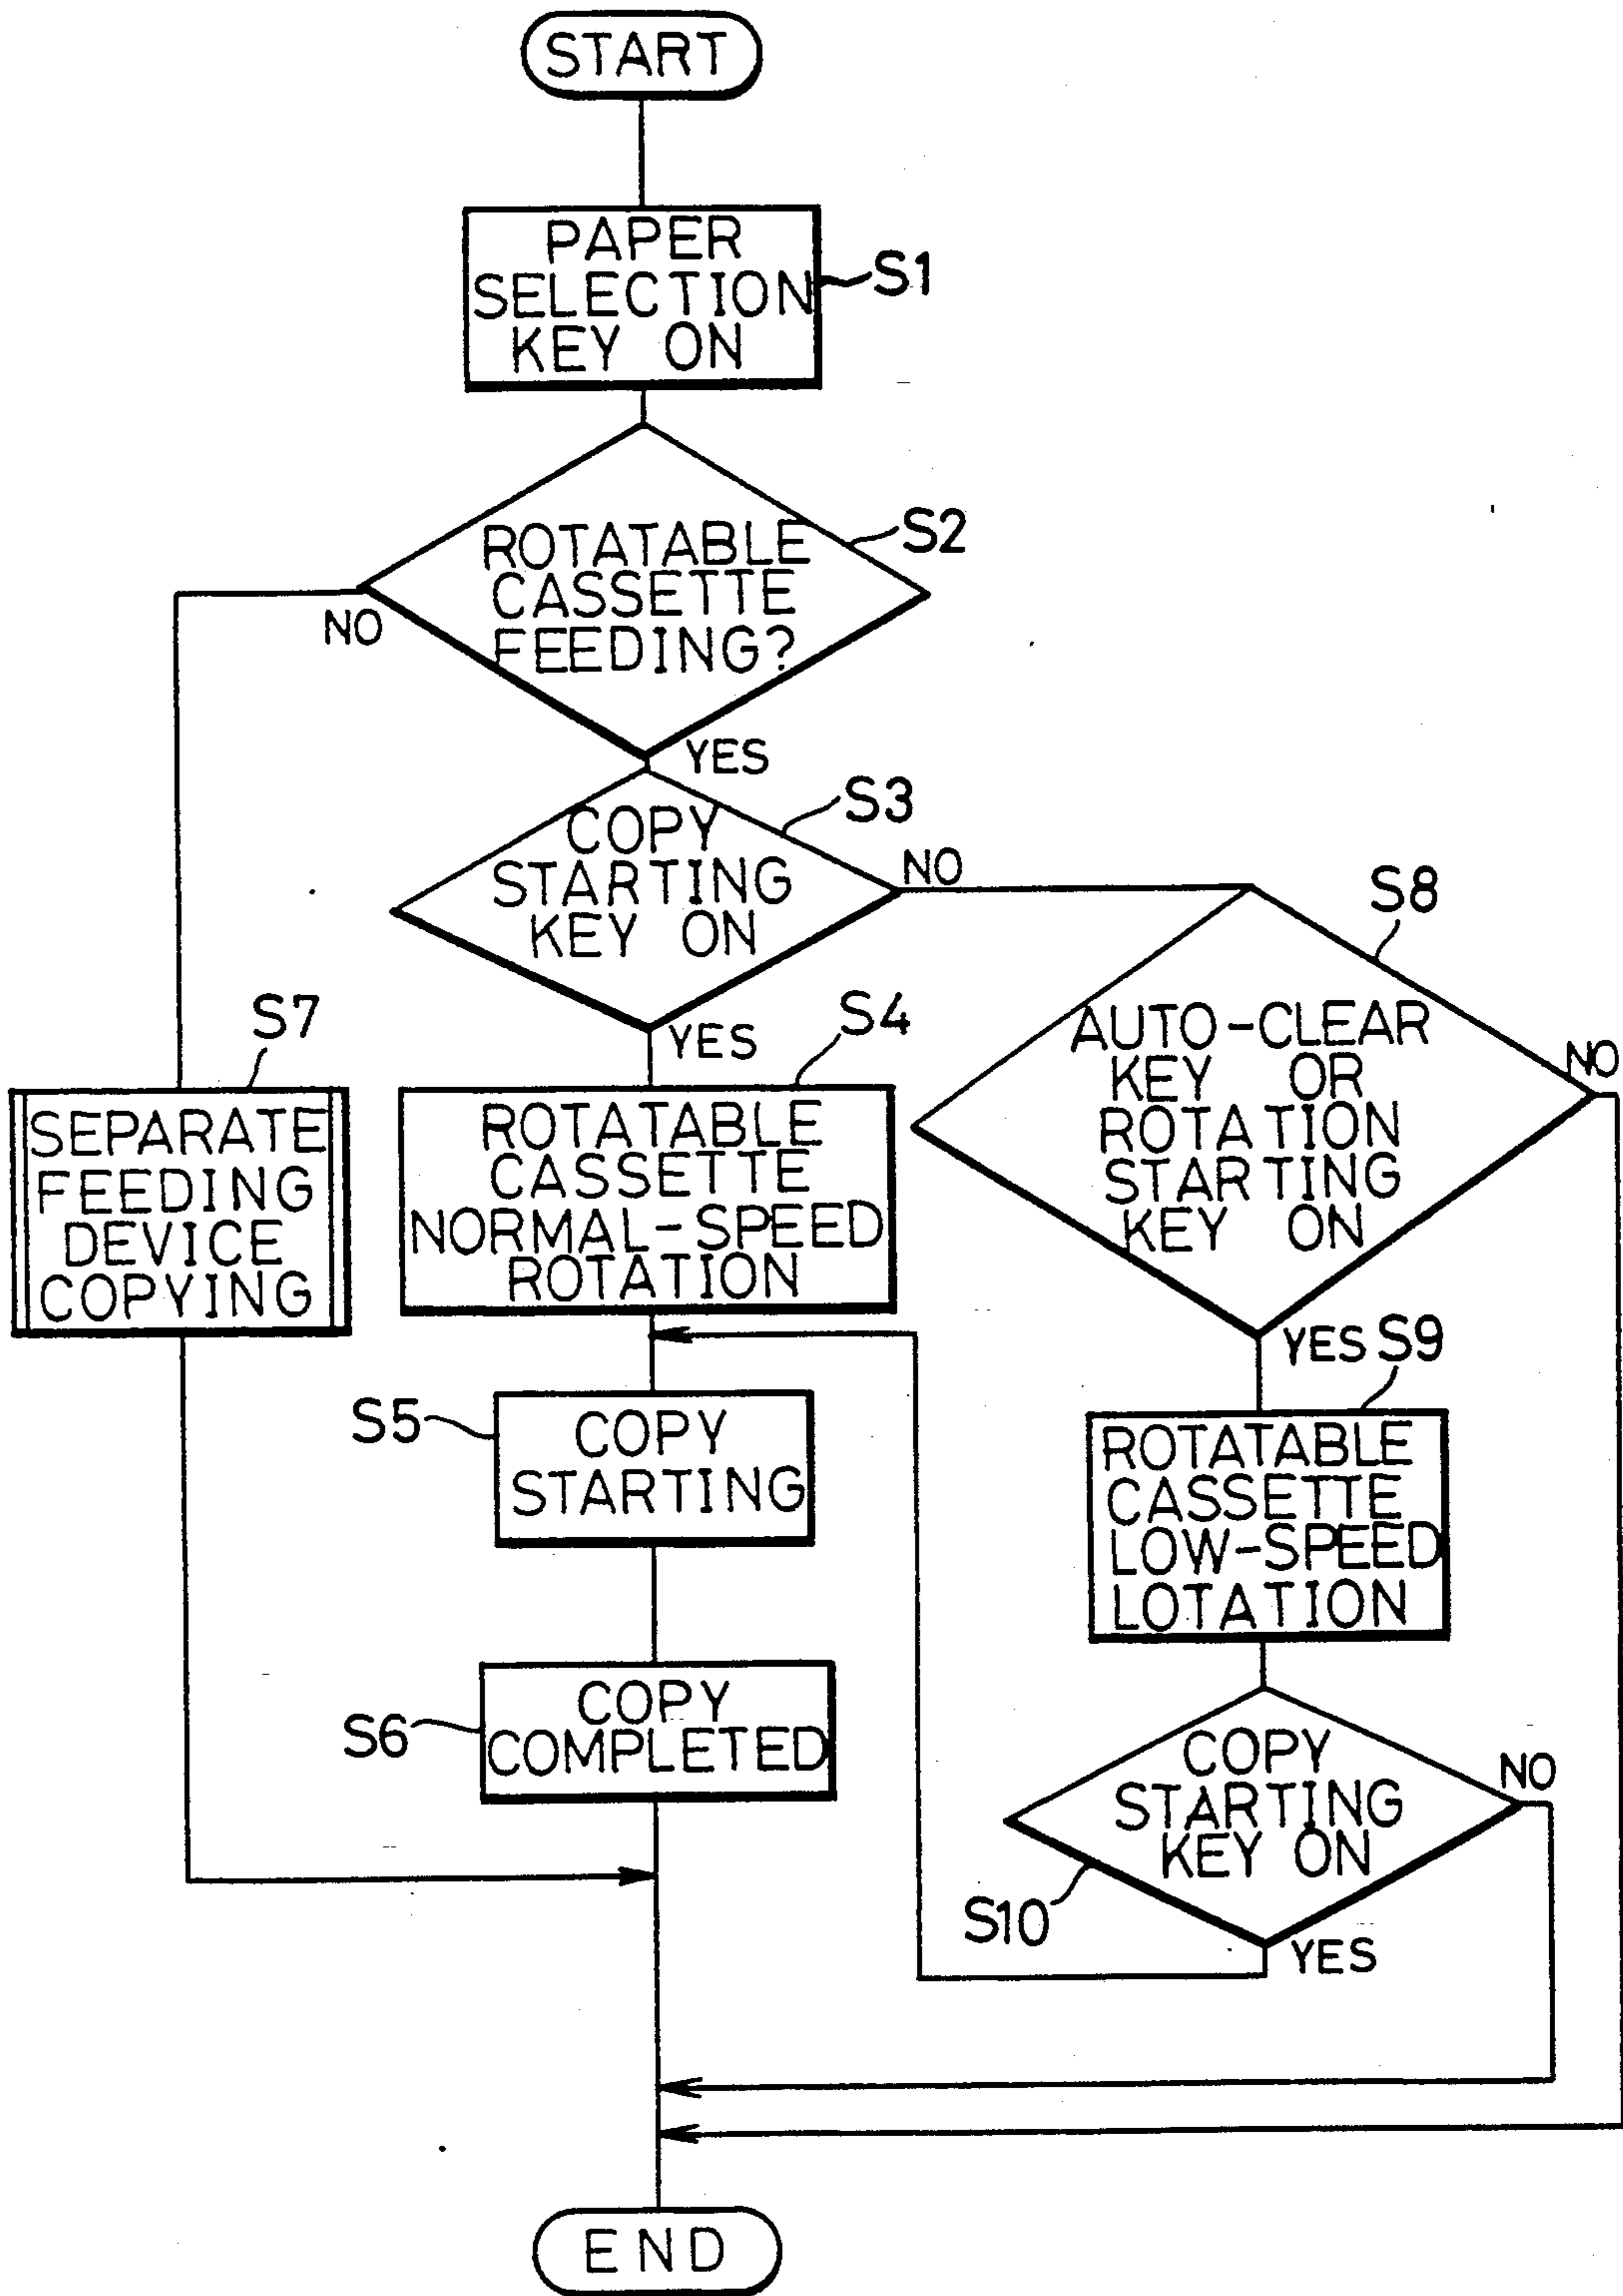 START
PAPER
SELECTION
KEY ON
S1
ROTATABLE
CASSETTE
FEEDING?
S2
NO
YES
COPY
STARTING
KEY ON
S3
NO
YES
S8
AUTO-CLEAR
KEY OR
ROTATION
STARTING
KEY ON
NO
YES
S7
SEPARATE
FEEDING
DEVICE
COPYING
S4
ROTATABLE
CASSETTE
NORMAL-SPEED
ROTATION
S9
ROTATABLE
CASSETTE
LOW-SPEED
LOTATION
S5
COPY
STARTING
S6
COPY
COMPLETED
COPY
STARTING
KEY ON
NO
S10
YES
END